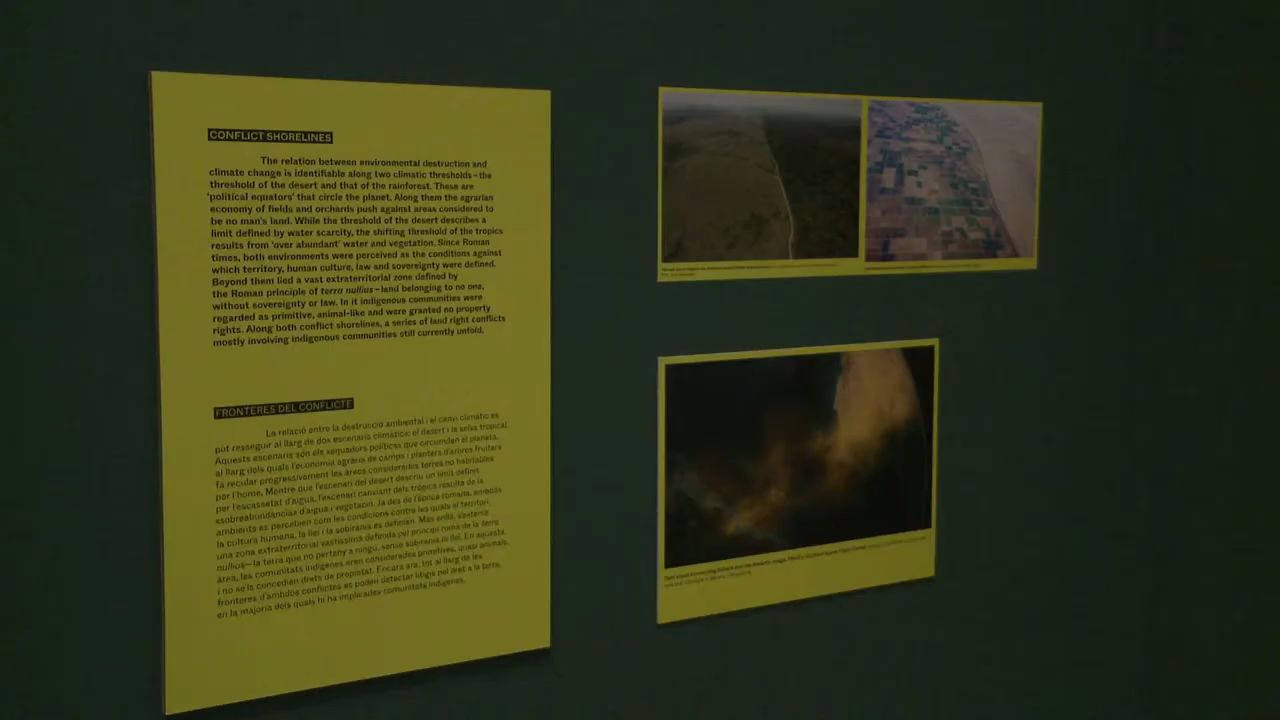 CONFLICT SHORELINES
The relation between environmental destruction and
climate change is identifiable along two climatic thresholds–the
threshold of the desert and that of the rainforest. These are
'political equators' that circle the planet. Along them the agrarian
economy of fields and orchards push against areas considered to
be no man's land. While the threshold of the desert describes a
limit defined by water scarcity, the shifting threshold of the tropics
results from 'over abundant' water and vegetation. Since Roman
times, both environments were perceived as the conditions against
which territory, human culture, law and sovereignty were defined.
Beyond them lied a vast extraterritorial zone defined by
the Roman principle of terra nullius–land belonging to no one,
without sovereignty or law. In it indigenous communities were
regarded as primitive, animal-like and were granted no property
rights. Along both conflict shorelines, a series of land right conflicts
mostly involving indigenous communities still currently unfold.
FRONTERES DEL CONFLICTE
La relació entre la destrucció ambiental i el canvi climàtic es
pot resseguir al llarg de dos escenaris climàtics: el desert i la selva tropical.
Aquests escenaris són els «equadors polítics» que circumden el planeta,
al llarg dels quals l'economia agrària de camps i planters d'arbres fruiters
fa recular progressivament les àrees considerades terres no habitables
per l'home. Mentre que l'escenari del desert descriu un límit definit
per l'escassetat d'aigua, l'escenari canviant dels tròpics resulta de la
«sobreabundància» d'aigua i vegetació. Ja des de l'època romana, ambdós
ambients es percebien com les condicions contra les quals el territori,
la cultura humana, la llei i la sobirania es definien. Més enllà, s'estenia
una zona extraterritorial vastíssima definida pel principi romà de la terra
nullius—la terra que no pertany a ningú, sense sobirania ni llei. En aquesta
àrea, les comunitats indígenes eren considerades primitives, quasi animals,
i no se'ls concedien drets de propietat. Encara ara, tot al llarg de les
fronteres d'ambdós conflictes es poden detectar litigis pel dret a la terra,
en la majoria dels quals hi ha implicades comunitats indígenes.